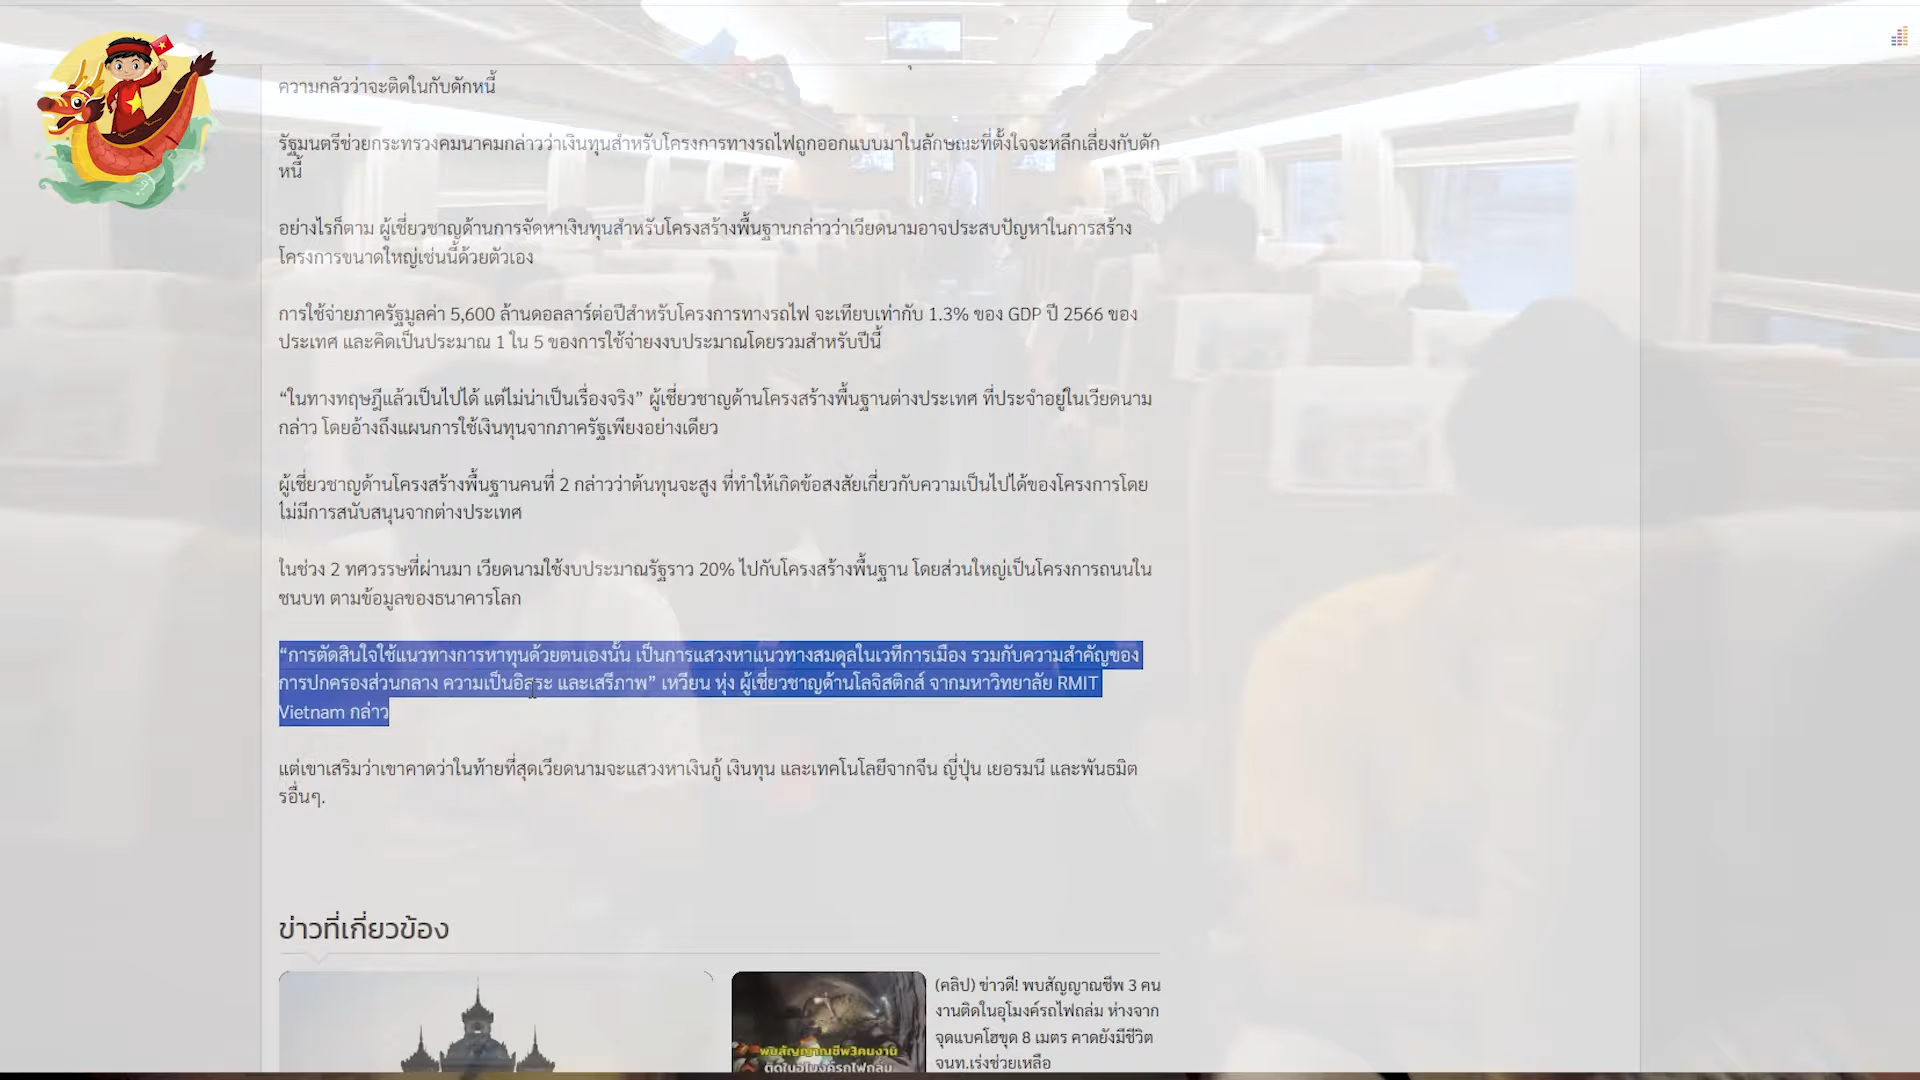 ความกลัวว่าจะติดในกับดักหนี้
รัฐมนตรีช่วยกระทรวงคมนาคมกล่าวว่าเงินทุนสำหรับโครงการทางรถไฟถูกออกแบบมาในลักษณะที่ตั้งใจจะหลีกเลี่ยงกับดัก
หนี้
อย่างไรก็ตาม ผู้เชี่ยวชาญด้านการจัดหาเงินทุนสำหรับโครงสร้างพื้นฐานกล่าวว่าเวียดนามอาจประสบปัญหาในการสร้าง
โครงการขนาดใหญ่เช่นนี้ด้วยตัวเอง
การใช้จ่ายภาครัฐมูลค่า 5,600 ล้านดอลลาร์ต่อปีสำหรับโครงการทางรถไฟ จะเทียบเท่ากับ 1.3% ของ GDP ปี 2566 ของ
ประเทศ และคิดเป็นประมาณ 1 ใน 5 ของการใช้จ่ายงบประมาณโดยรวมสำหรับปีนี้
“ในทางทฤษฎีแล้วเป็นไปได้ แต่ไม่น่าเป็นเรื่องจริง” ผู้เชี่ยวชาญด้านโครงสร้างพื้นฐานต่างประเทศ ที่ประจำอยู่ในเวียดนาม
กล่าว โดยอ้างถึงแผนการใช้เงินทุนจากภาครัฐเพียงอย่างเดียว
ผู้เชี่ยวชาญด้านโครงสร้างพื้นฐานคนที่ 2 กล่าวว่าต้นทุนจะสูง ที่ทำให้เกิดข้อสงสัยเกี่ยวกับความเป็นไปได้ของโครงการโดย
ไม่มีการสนับสนุนจากต่างประเทศ
ในช่วง 2 ทศวรรษที่ผ่านมา เวียดนามใช้งบประมาณรัฐราว 20% ไปกับโครงสร้างพื้นฐาน โดยส่วนใหญ่เป็นโครงการถนนใน
ชนบท ตามข้อมูลของธนาคารโลก
“การตัดสินใจใช้แนวทางการหาทุนด้วยตนเองนั้น เป็นการแสวงหาแนวทางสมดุลในเวทีการเมือง รวมกับความสำคัญของ
การปกครองส่วนกลาง ความเป็นอิสระ และเสรีภาพ” เหวียน หุ่ง ผู้เชี่ยวชาญด้านโลจิสติกส์ จากมหาวิทยาลัย RMIT
Vietnam กล่าว
แต่เขาเสริมว่าเขาคาดว่าในท้ายที่สุดเวียดนามจะแสวงหาเงินกู้ เงินทุน และเทคโนโลยีจากจีน ญี่ปุ่น เยอรมนี และพันธมิต
รอื่นๆ.
ข่าวที่เกี่ยวข้อง
(คลิป) ข่าวดี! พบสัญญาณชีพ 3 คน
งานติดในอุโมงค์รถไฟถล่ม ห่างจาก
จุดแบคโฮขุด 8 เมตร คาดยังมีชีวิต
จนท.เร่งช่วยเหลือ
พบสัญญาณชีพ3คนงาน
ติดในอุโมงค์รถไฟถล่ม